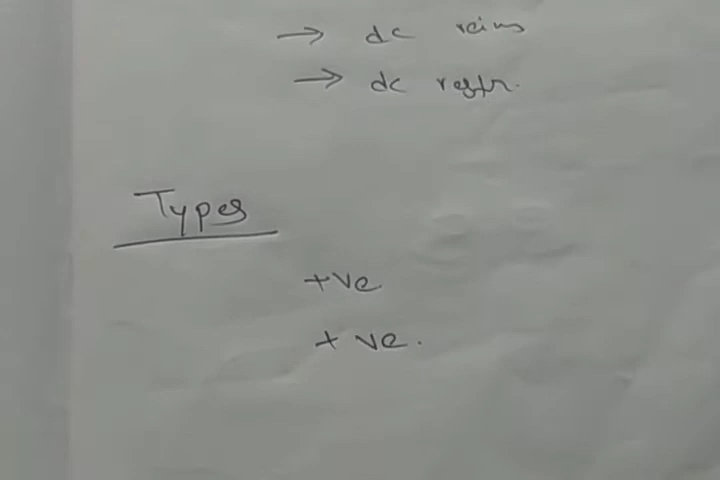 → dc reins
→ dc restr.
Types
+ve
+ve.